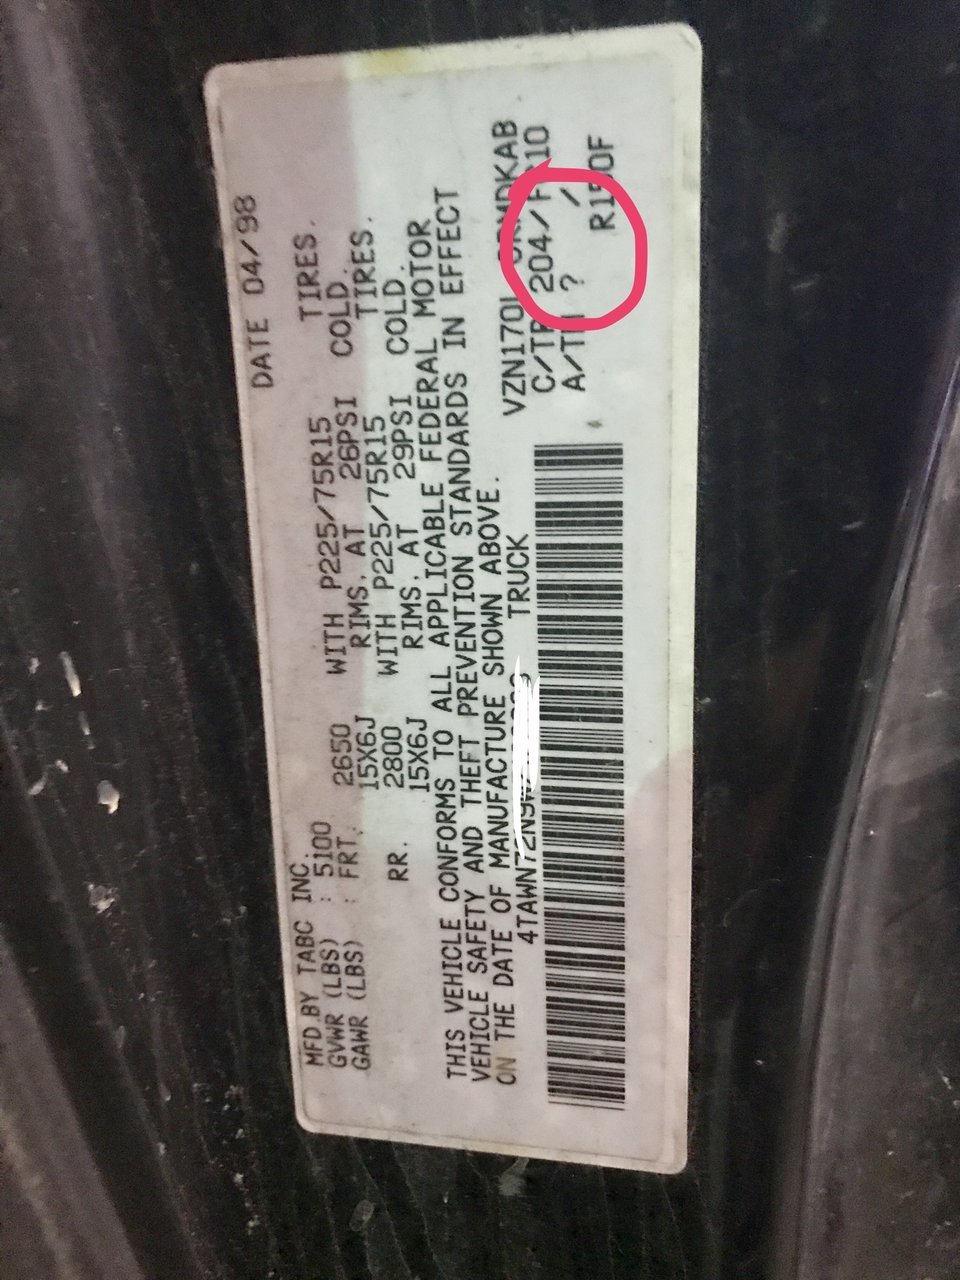 DATE 04/98
MFD.BY TABC INC.
GVWR (LBS) : 5100
GAWR (LBS) : FRT. 2650 WITH P225/75R15 TIRES.
15X6J RIMS, AT 26PSI COLD.
RR. 2800 WITH P225/75R15 TIRES.
15X6J RIMS, AT 29PSI COLD.
THIS VEHICLE CONFORMS TO ALL APPLICABLE FEDERAL MOTOR
VEHICLE SAFETY AND THEFT PREVENTION STANDARDS IN EFFECT
ON THE DATE OF MANUFACTURE SHOWN ABOVE.
TRUCK
C/TR 204/
A/TM ? /